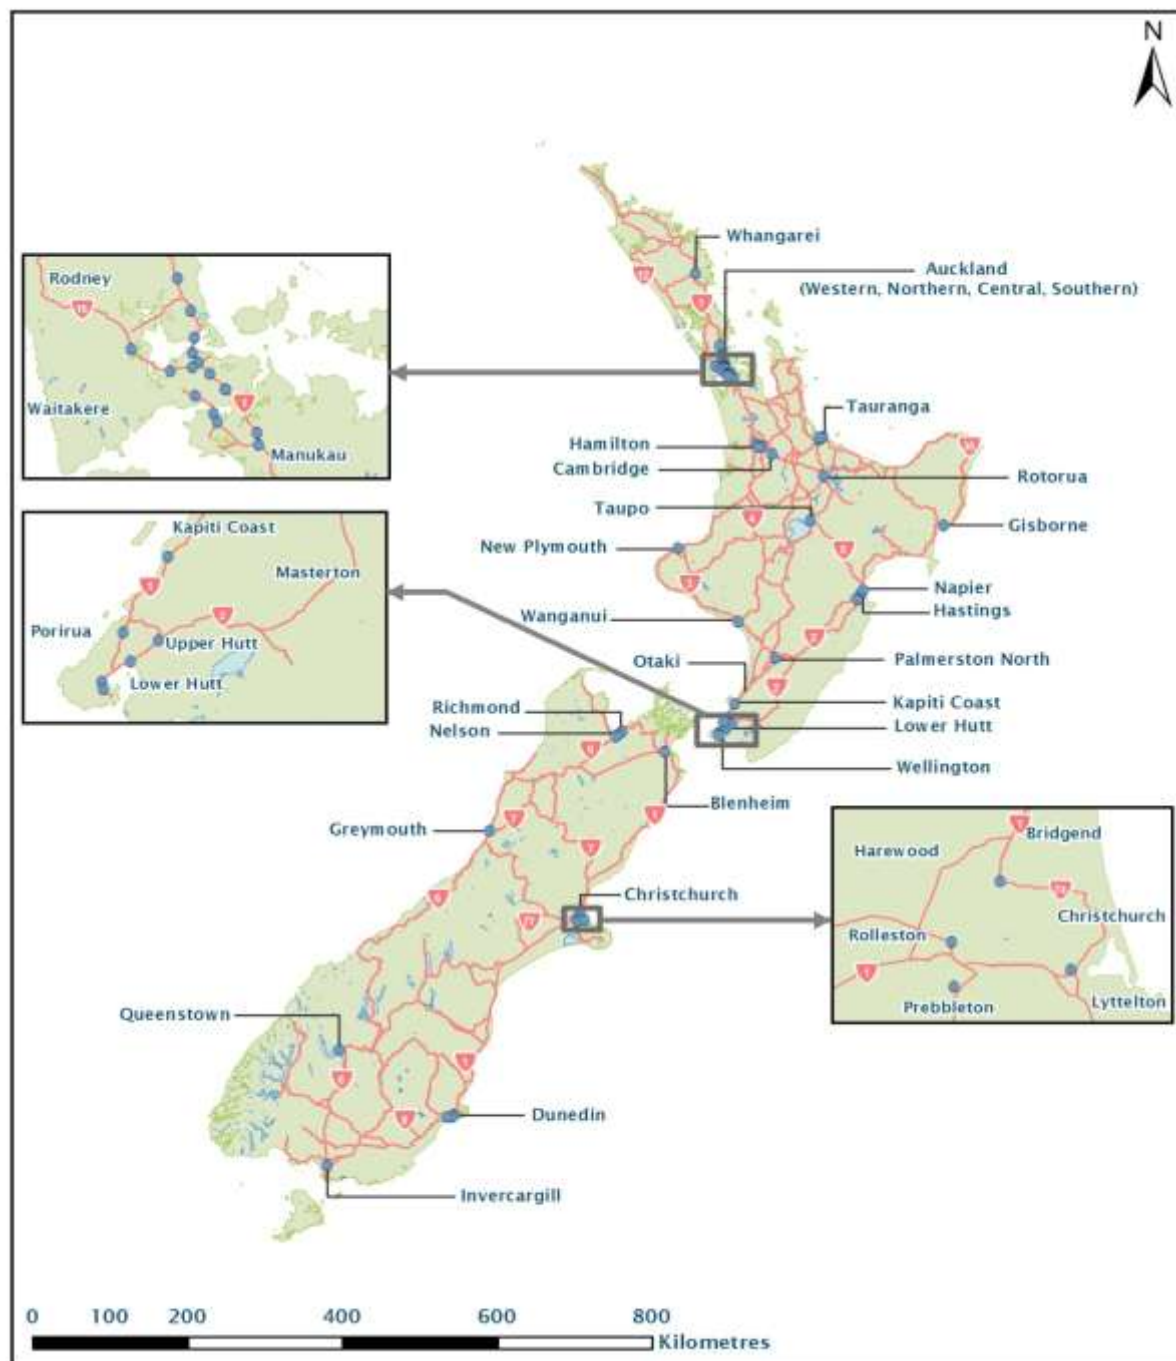 N
Whangarei
Auckland
(Western, Northern, Central, Southern)
Rodney
Waitakere
Manukau
Tauranga
Hamilton
Cambridge
Rotorua
Taupo
Gisborne
New Plymouth
Kapiti Coast
Masterton
Porirua
Upper Hutt
Lower Hutt
Napier
Hastings
Wanganui
Otaki
Palmerston North
Richmond
Kapiti Coast
Nelson
Lower Hutt
Wellington
Blenheim
Greymouth
Bridgend
Harewood
Christchurch
Christchurch
Rolleston
Prebbleton
Lyttelton
Queenstown
Dunedin
Invercargill
0 100 200 400 600 800
Kilometres